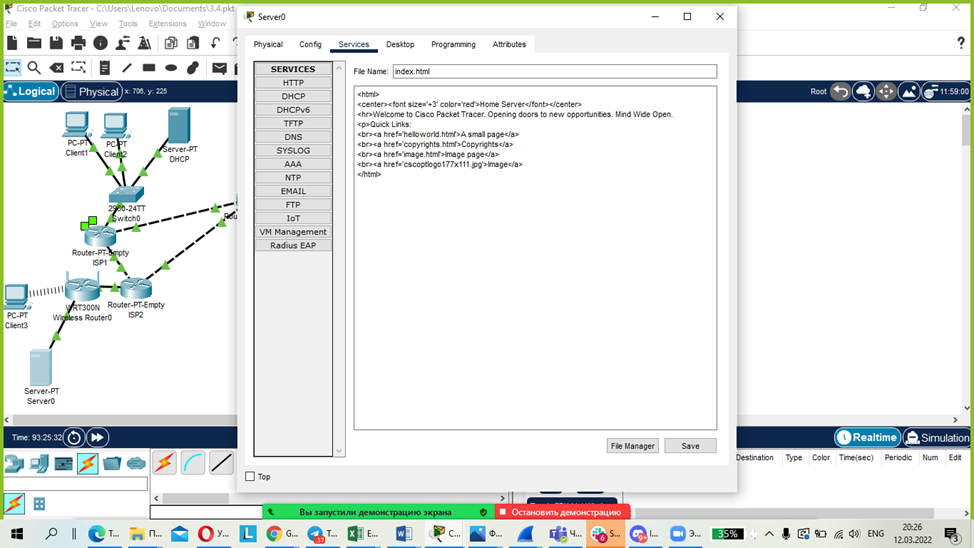 Cisco Packet Tracer - C:\Users\Lenovo\Documents\3.4.pkt
File Edit Options View Tools Extensions Window
Logical Physical x: 706, y: 225
Root 11:59:00
PC-PT
Client1
PC-PT
Client2
Server-PT
DHCP
2960-24TT
Switch0
Router-PT-Empty
ISP1
WRT300N
Wireless Router0
Router-PT-Empty
ISP2
PC-PT
Client3
Server-PT
Server0
Time: 93:25:32
Realtime Simulation
Destination Type Color Time(sec) Periodic Num Edit
Server0
Physical Config Services Desktop Programming Attributes
SERVICES
HTTP
DHCP
DHCPv6
TFTP
DNS
SYSLOG
AAA
NTP
EMAIL
FTP
IoT
VM Management
Radius EAP
File Name: index.html
<html>
<center><font size='+3' color='red'>Home Server</font></center>
<hr>Welcome to Cisco Packet Tracer. Opening doors to new opportunities. Mind Wide Open.
<p>Quick Links:
<br><a href='helloworld.html'>A small page</a>
<br><a href='copyrights.html'>Copyrights</a>
<br><a href='image.html'>Image page</a>
<br><a href='cscoptlogo177x111.jpg'>Image</a>
</html>
File Manager Save
Top
Вы запустили демонстрацию экрана Остановить демонстрацию
Т... П... У... G... Т... E... W... Ф... Ч... С... S... I... З...
35% ENG 20:26
12.03.2022